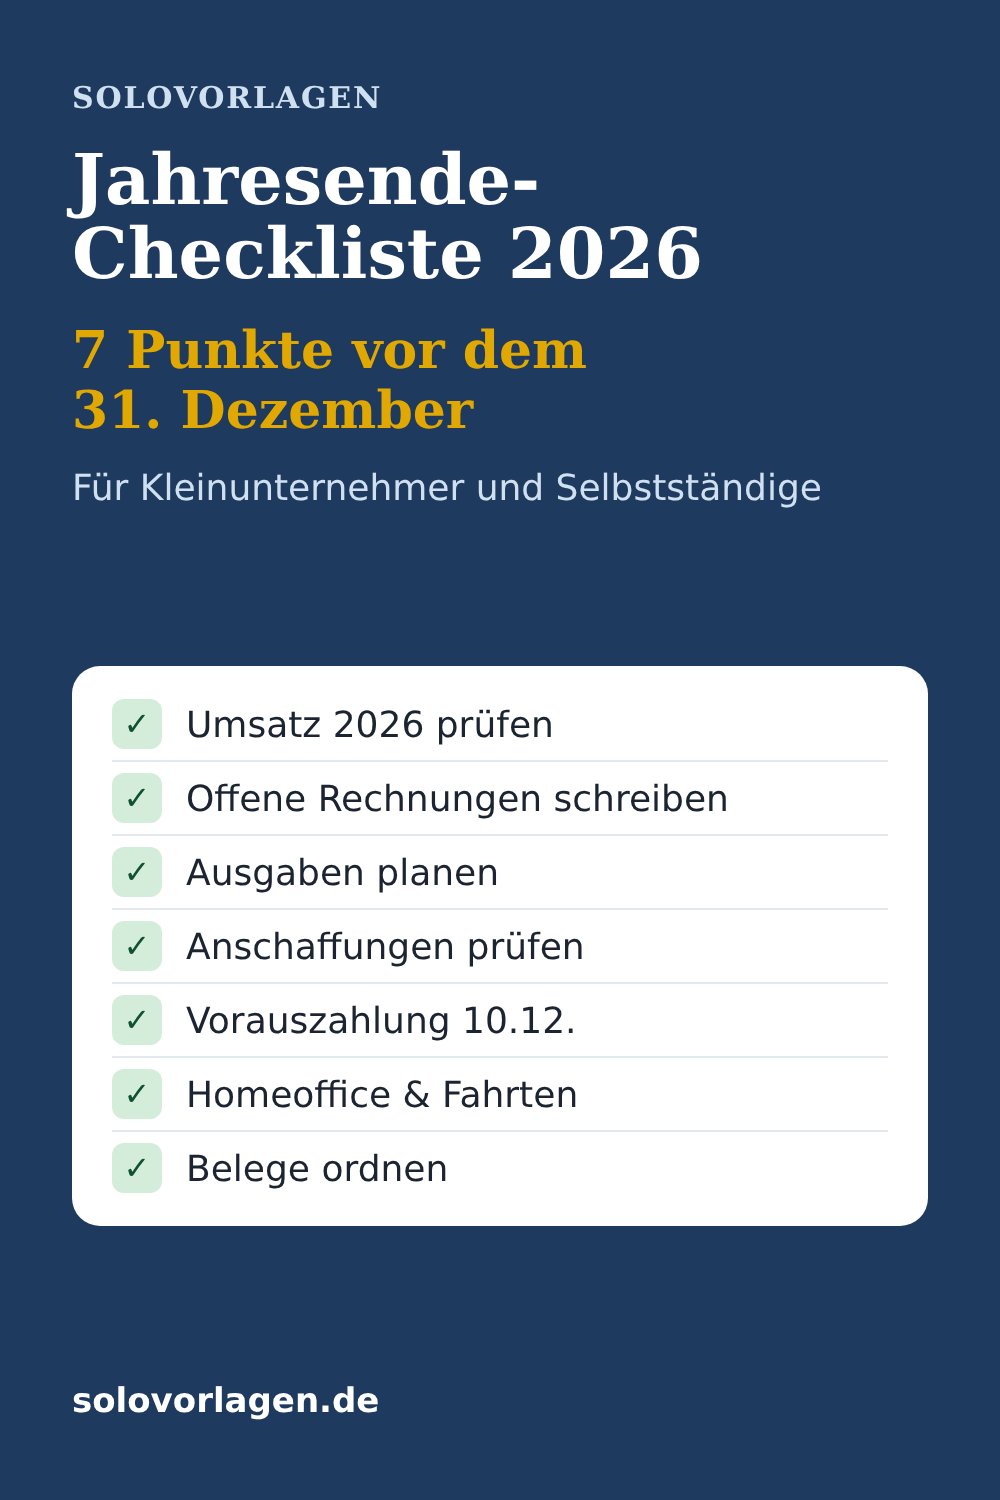 SOLOVORLAGEN
Jahresende-
Checkliste 2026
7 Punkte vor dem
31. Dezember
Für Kleinunternehmer und Selbstständige
✓ Umsatz 2026 prüfen
✓ Offene Rechnungen schreiben
✓ Ausgaben planen
✓ Anschaffungen prüfen
✓ Vorauszahlung 10.12.
✓ Homeoffice & Fahrten
✓ Belege ordnen
solovorlagen.de